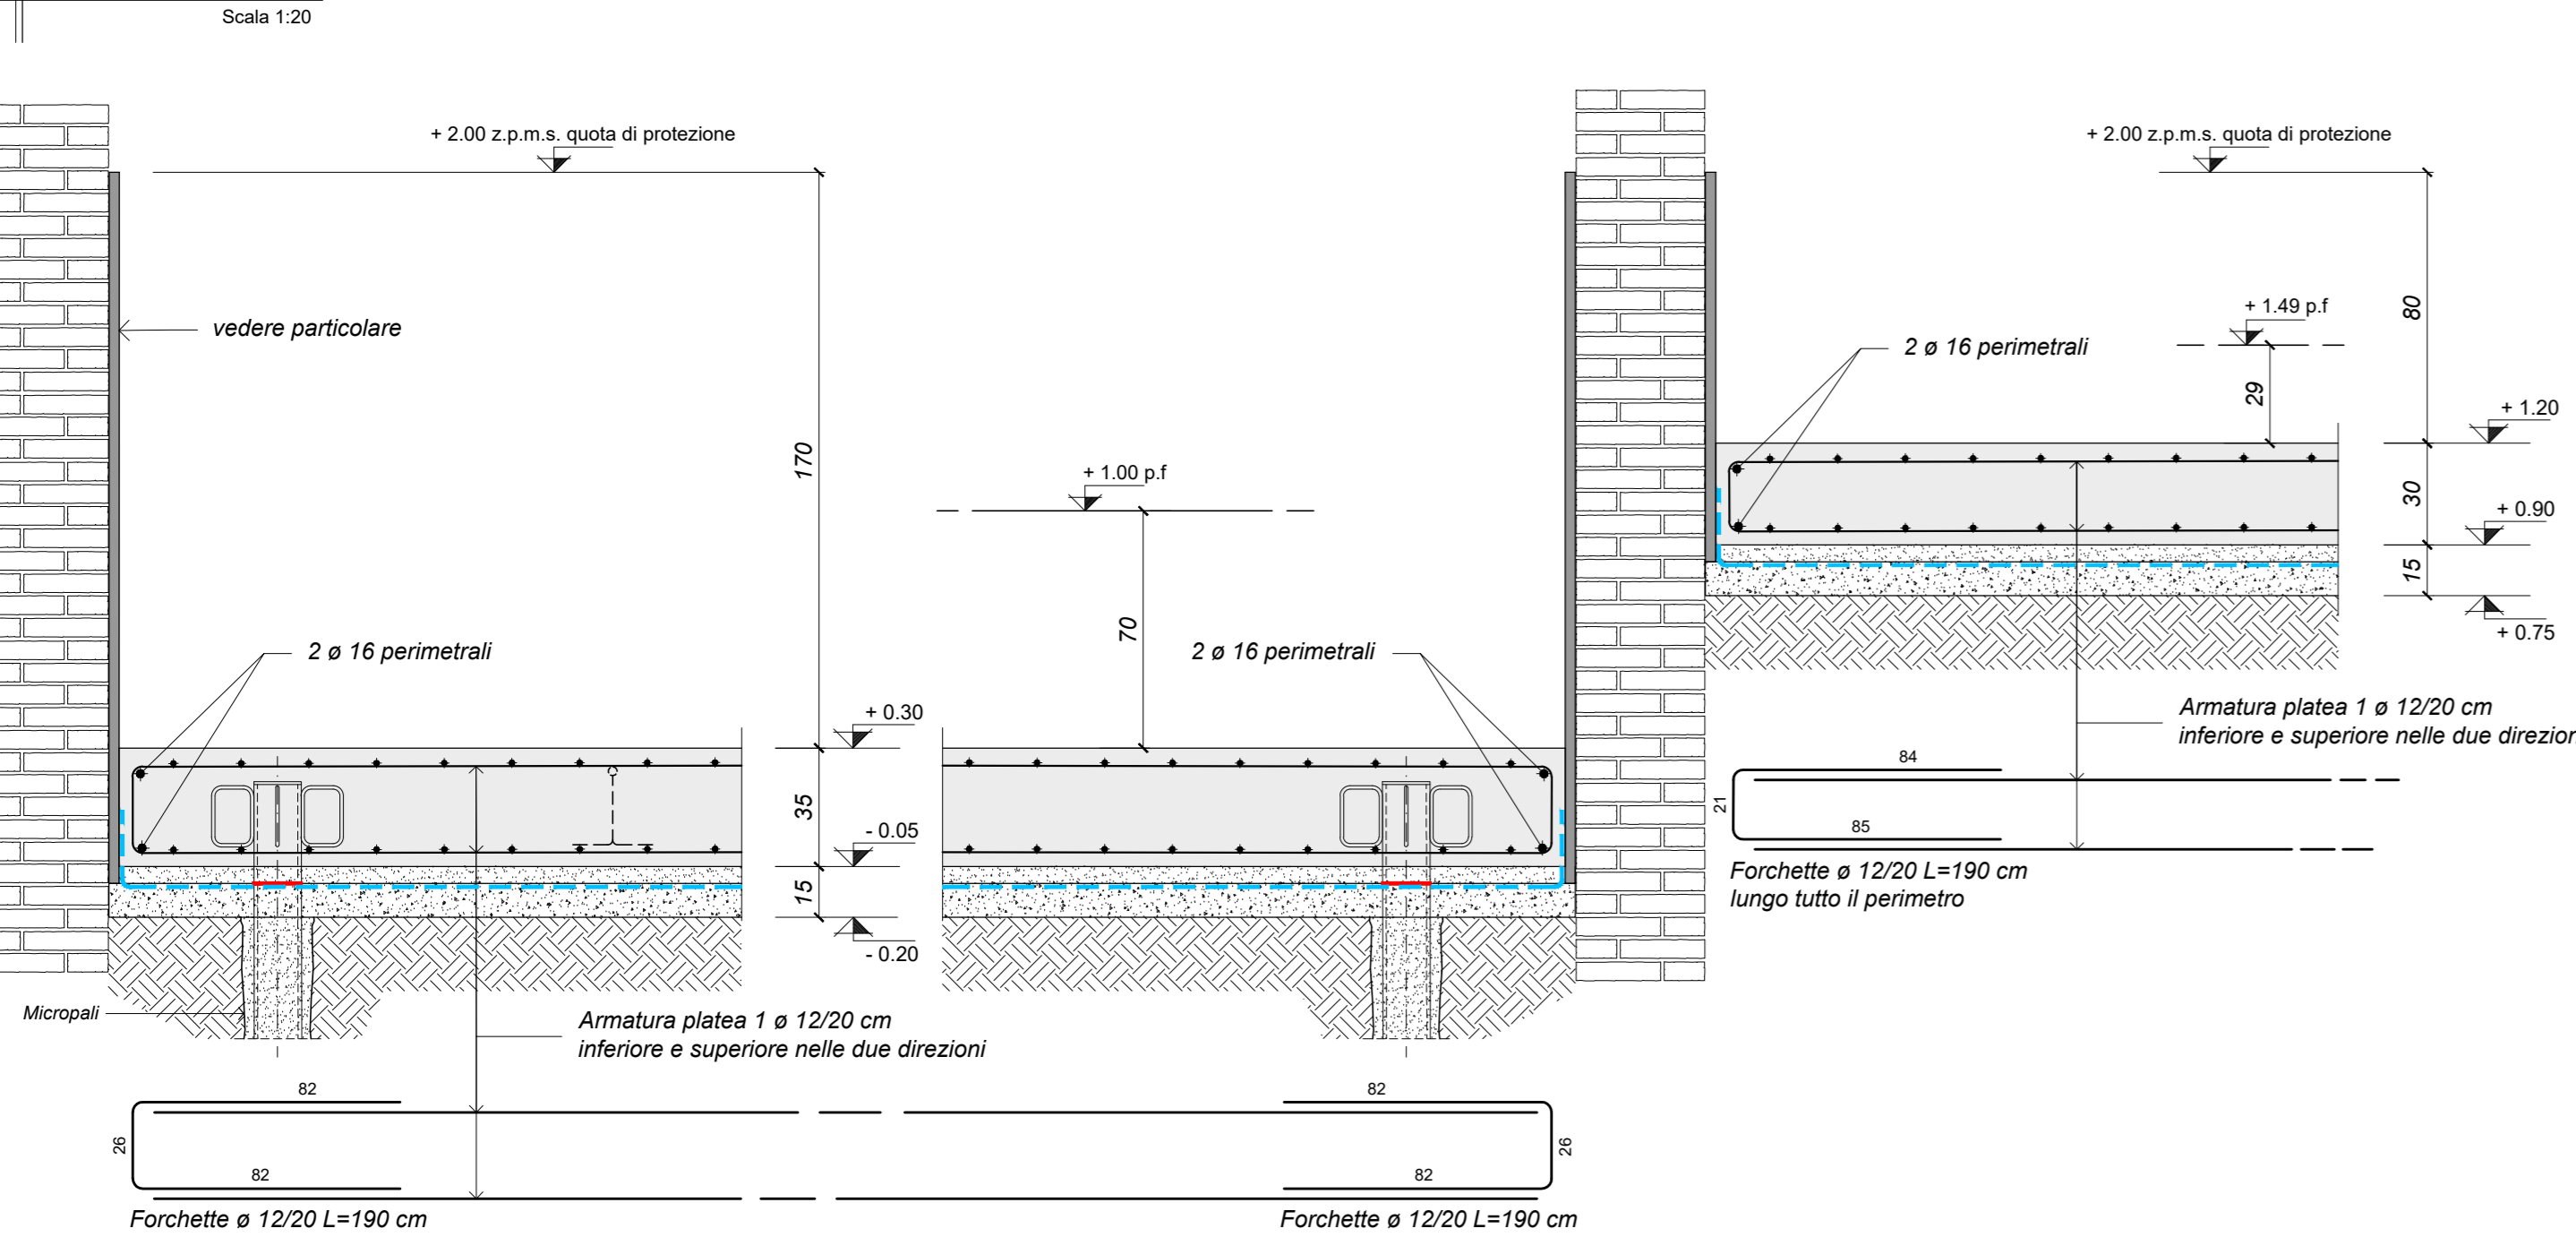 Scala 1:20
+ 2.00 z.p.m.s. quota di protezione
+ 2.00 z.p.m.s. quota di protezione
vedere particolare
170
+ 1.00 p.f
70
2 ø 16 perimetrali
+ 1.49 p.f
29
80
+ 1.20
30
+ 0.90
15
+ 0.75
2 ø 16 perimetrali
2 ø 16 perimetrali
+ 0.30
35
- 0.05
15
- 0.20
Armatura platea 1 ø 12/20 cm
inferiore e superiore nelle due direzion
84
21
85
Forchette ø 12/20 L=190 cm
lungo tutto il perimetro
Micropali
Armatura platea 1 ø 12/20 cm
inferiore e superiore nelle due direzioni
82
26
82
82
26
82
Forchette ø 12/20 L=190 cm
Forchette ø 12/20 L=190 cm